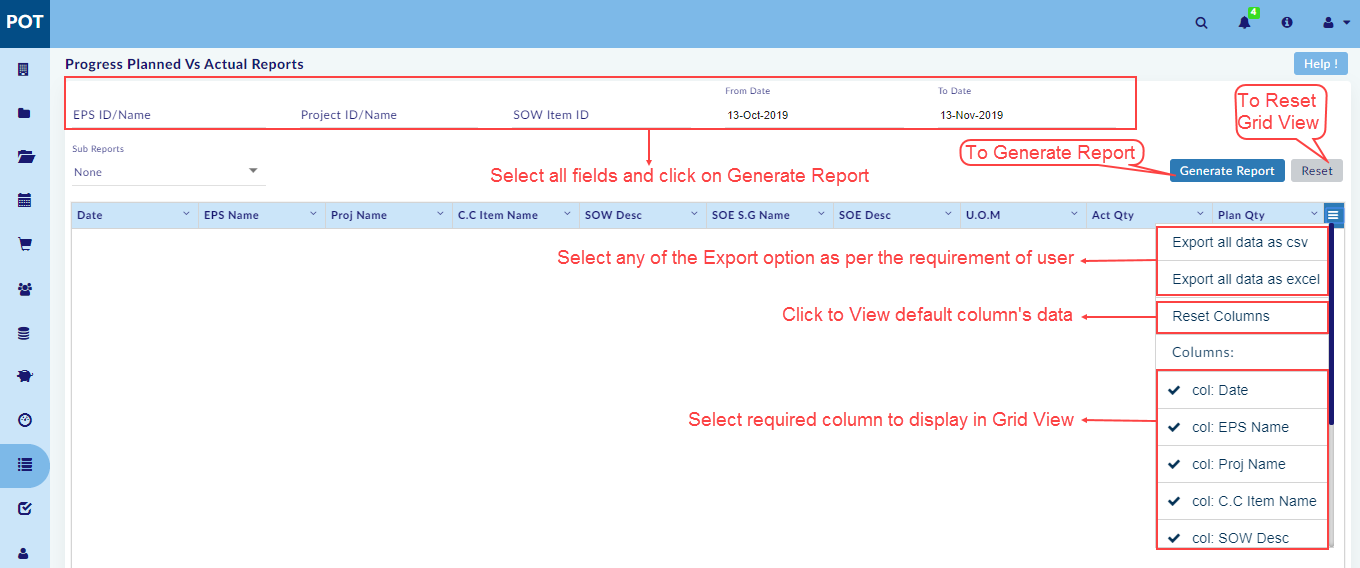 POT
4
Progress Planned Vs Actual Reports
Help !
EPS ID/Name
Project ID/Name
SOW Item ID
From Date
13-Oct-2019
To Date
13-Nov-2019
To Reset
Grid View
Sub Reports
None
Select all fields and click on Generate Report
To Generate Report
Generate Report
Reset
Date
EPS Name
Proj Name
C.C Item Name
SOW Desc
SOE S.G Name
SOE Desc
U.O.M
Act Qty
Plan Qty
Select any of the Export option as per the requirement of user
Export all data as csv
Export all data as excel
Click to View default column's data
Reset Columns
Columns:
Select required column to display in Grid View
col: Date
col: EPS Name
col: Proj Name
col: C.C Item Name
col: SOW Desc